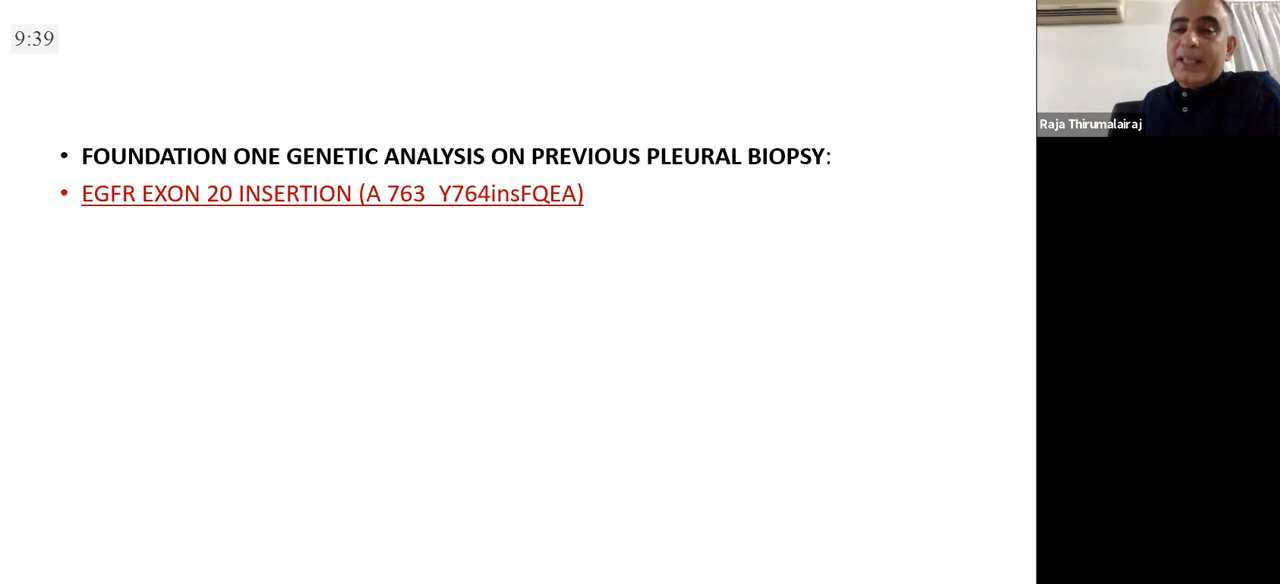 9:39
• FOUNDATION ONE GENETIC ANALYSIS ON PREVIOUS PLEURAL BIOPSY:
• EGFR EXON 20 INSERTION (A 763_Y764insFQEA)
Raja Thirumalairaj